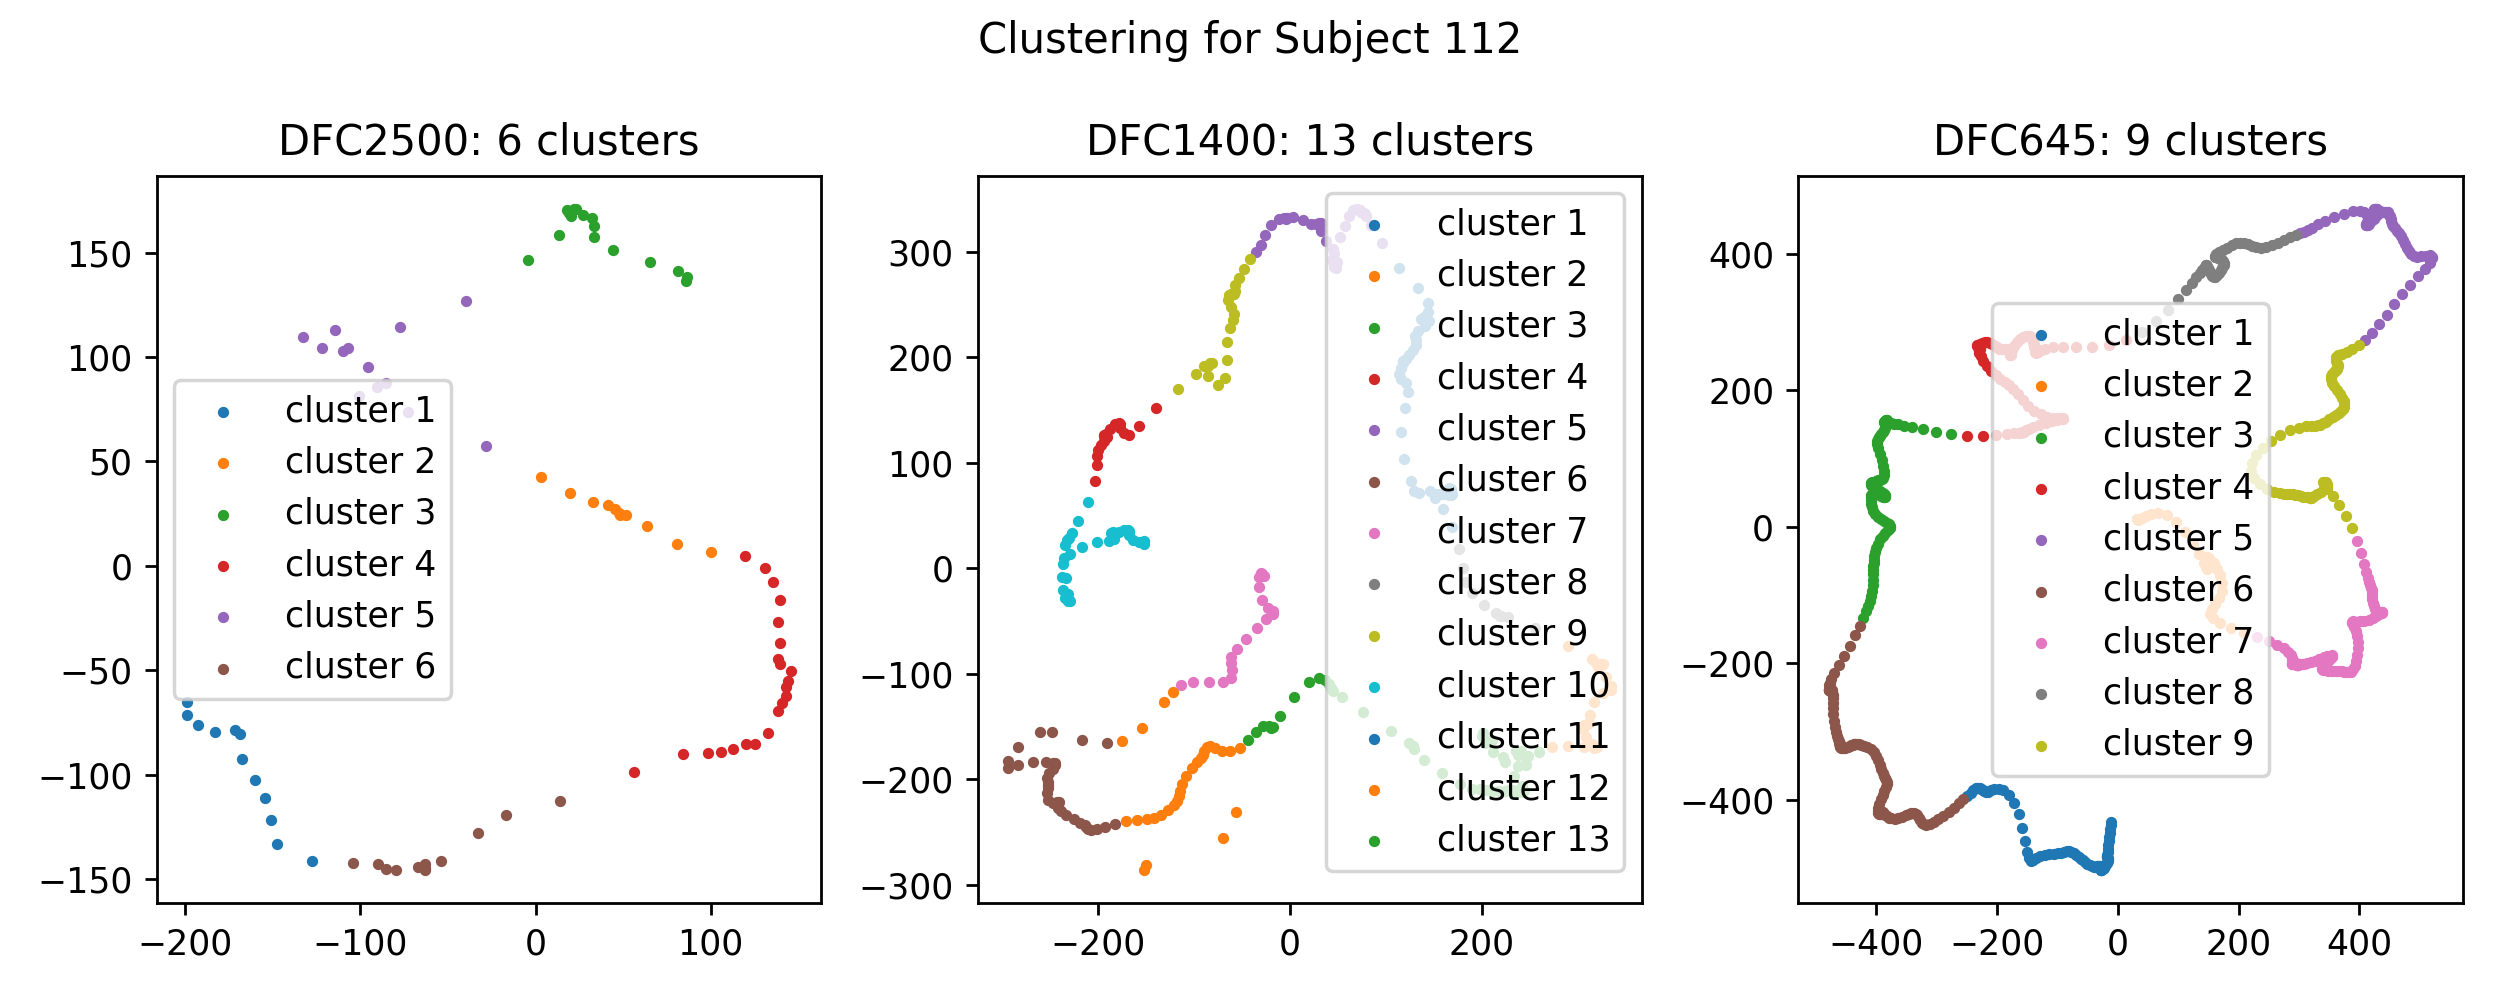 Clustering for Subject 112
DFC2500: 6 clusters
150
100
50
0
−50
−100
−150
−200
−100
0
100
cluster 1
cluster 2
cluster 3
cluster 4
cluster 5
cluster 6
DFC1400: 13 clusters
300
200
100
0
−100
−200
−300
−200
0
200
cluster 1
cluster 2
cluster 3
cluster 4
cluster 5
cluster 6
cluster 7
cluster 8
cluster 9
cluster 10
cluster 11
cluster 12
cluster 13
DFC645: 9 clusters
400
200
0
−200
−400
−400
−200
0
200
400
cluster 1
cluster 2
cluster 3
cluster 4
cluster 5
cluster 6
cluster 7
cluster 8
cluster 9